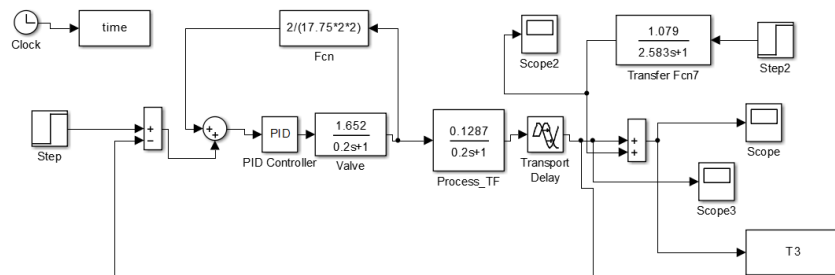 Clock
time
2/(17.75*2*2)
Fcn
Scope2
1.079
2.583s+1
Transfer Fcn7
Step2
Step
+
−
+
+
PID
PID Controller
1.652
0.2s+1
Valve
0.1287
0.2s+1
Process_TF
Transport
Delay
+
+
Scope
Scope3
T3